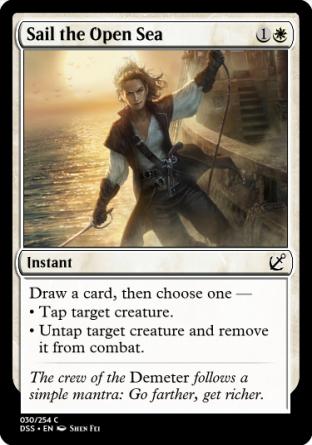 Sail the Open Sea 1
Instant
Draw a card, then choose one —
• Tap target creature.
• Untap target creature and remove
it from combat.
The crew of the Demeter follows a
simple mantra: Go farther, get richer.
030/254 C
DSS • EN Shen Fei